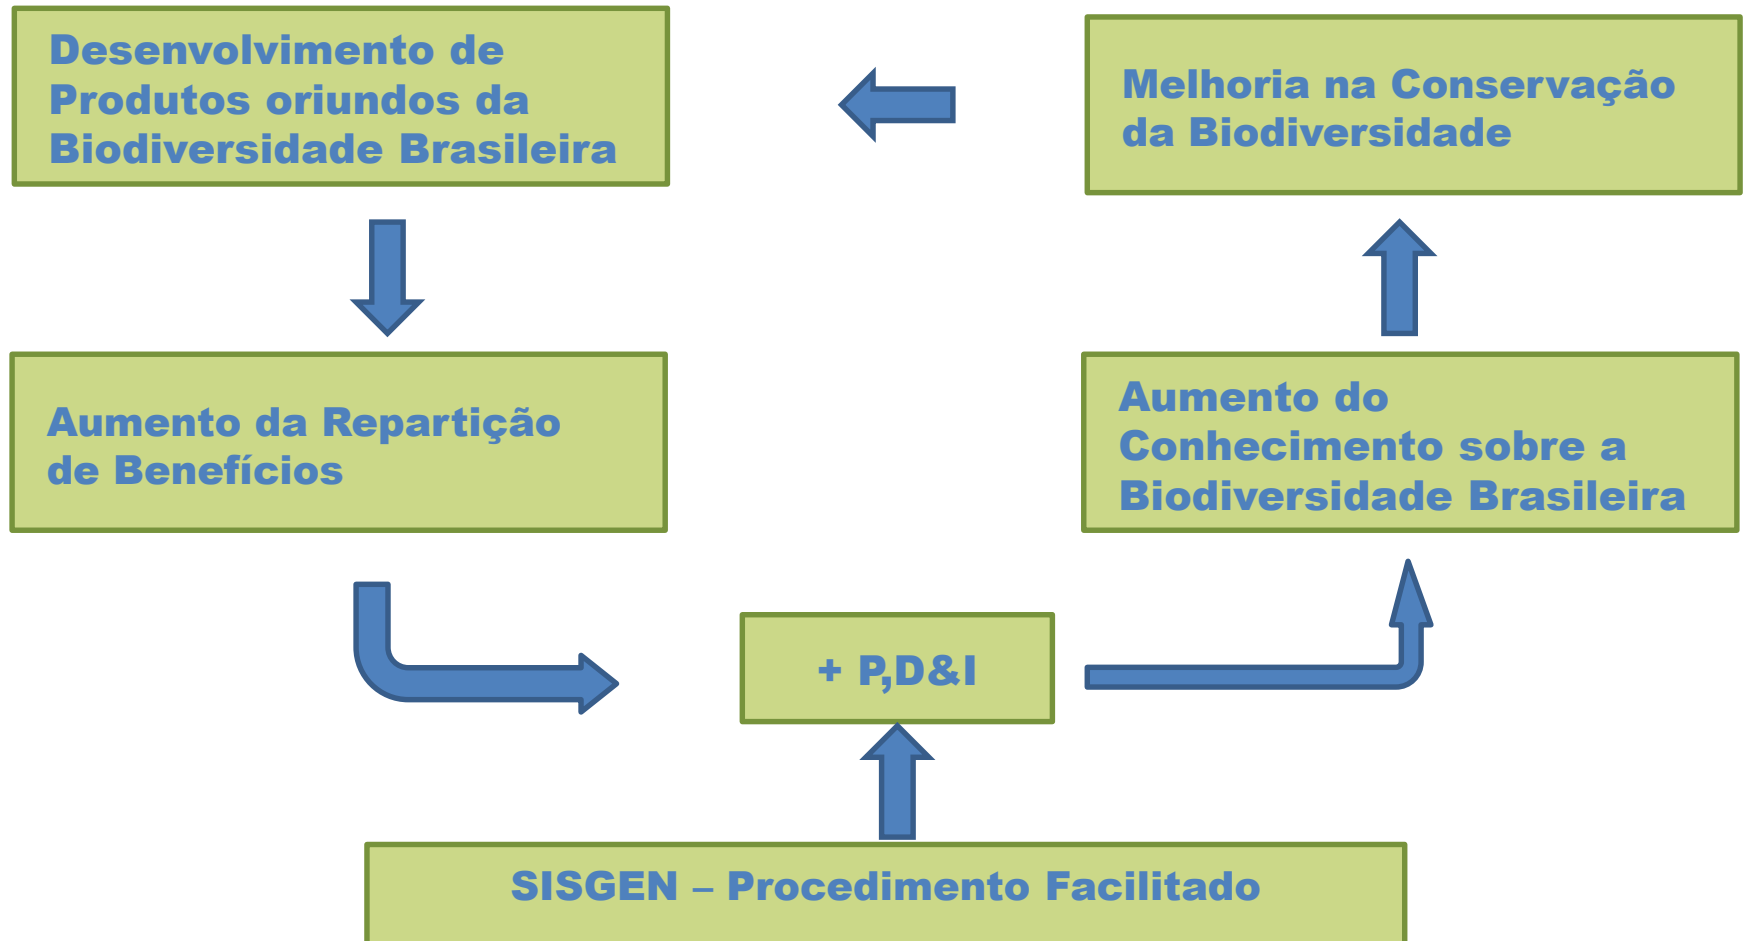 Desenvolvimento de
Produtos oriundos da
Biodiversidade Brasileira
Melhoria na Conservação
da Biodiversidade
Aumento da Repartição
de Benefícios
Aumento do
Conhecimento sobre a
Biodiversidade Brasileira
+ P,D&I
SISGEN – Procedimento Facilitado